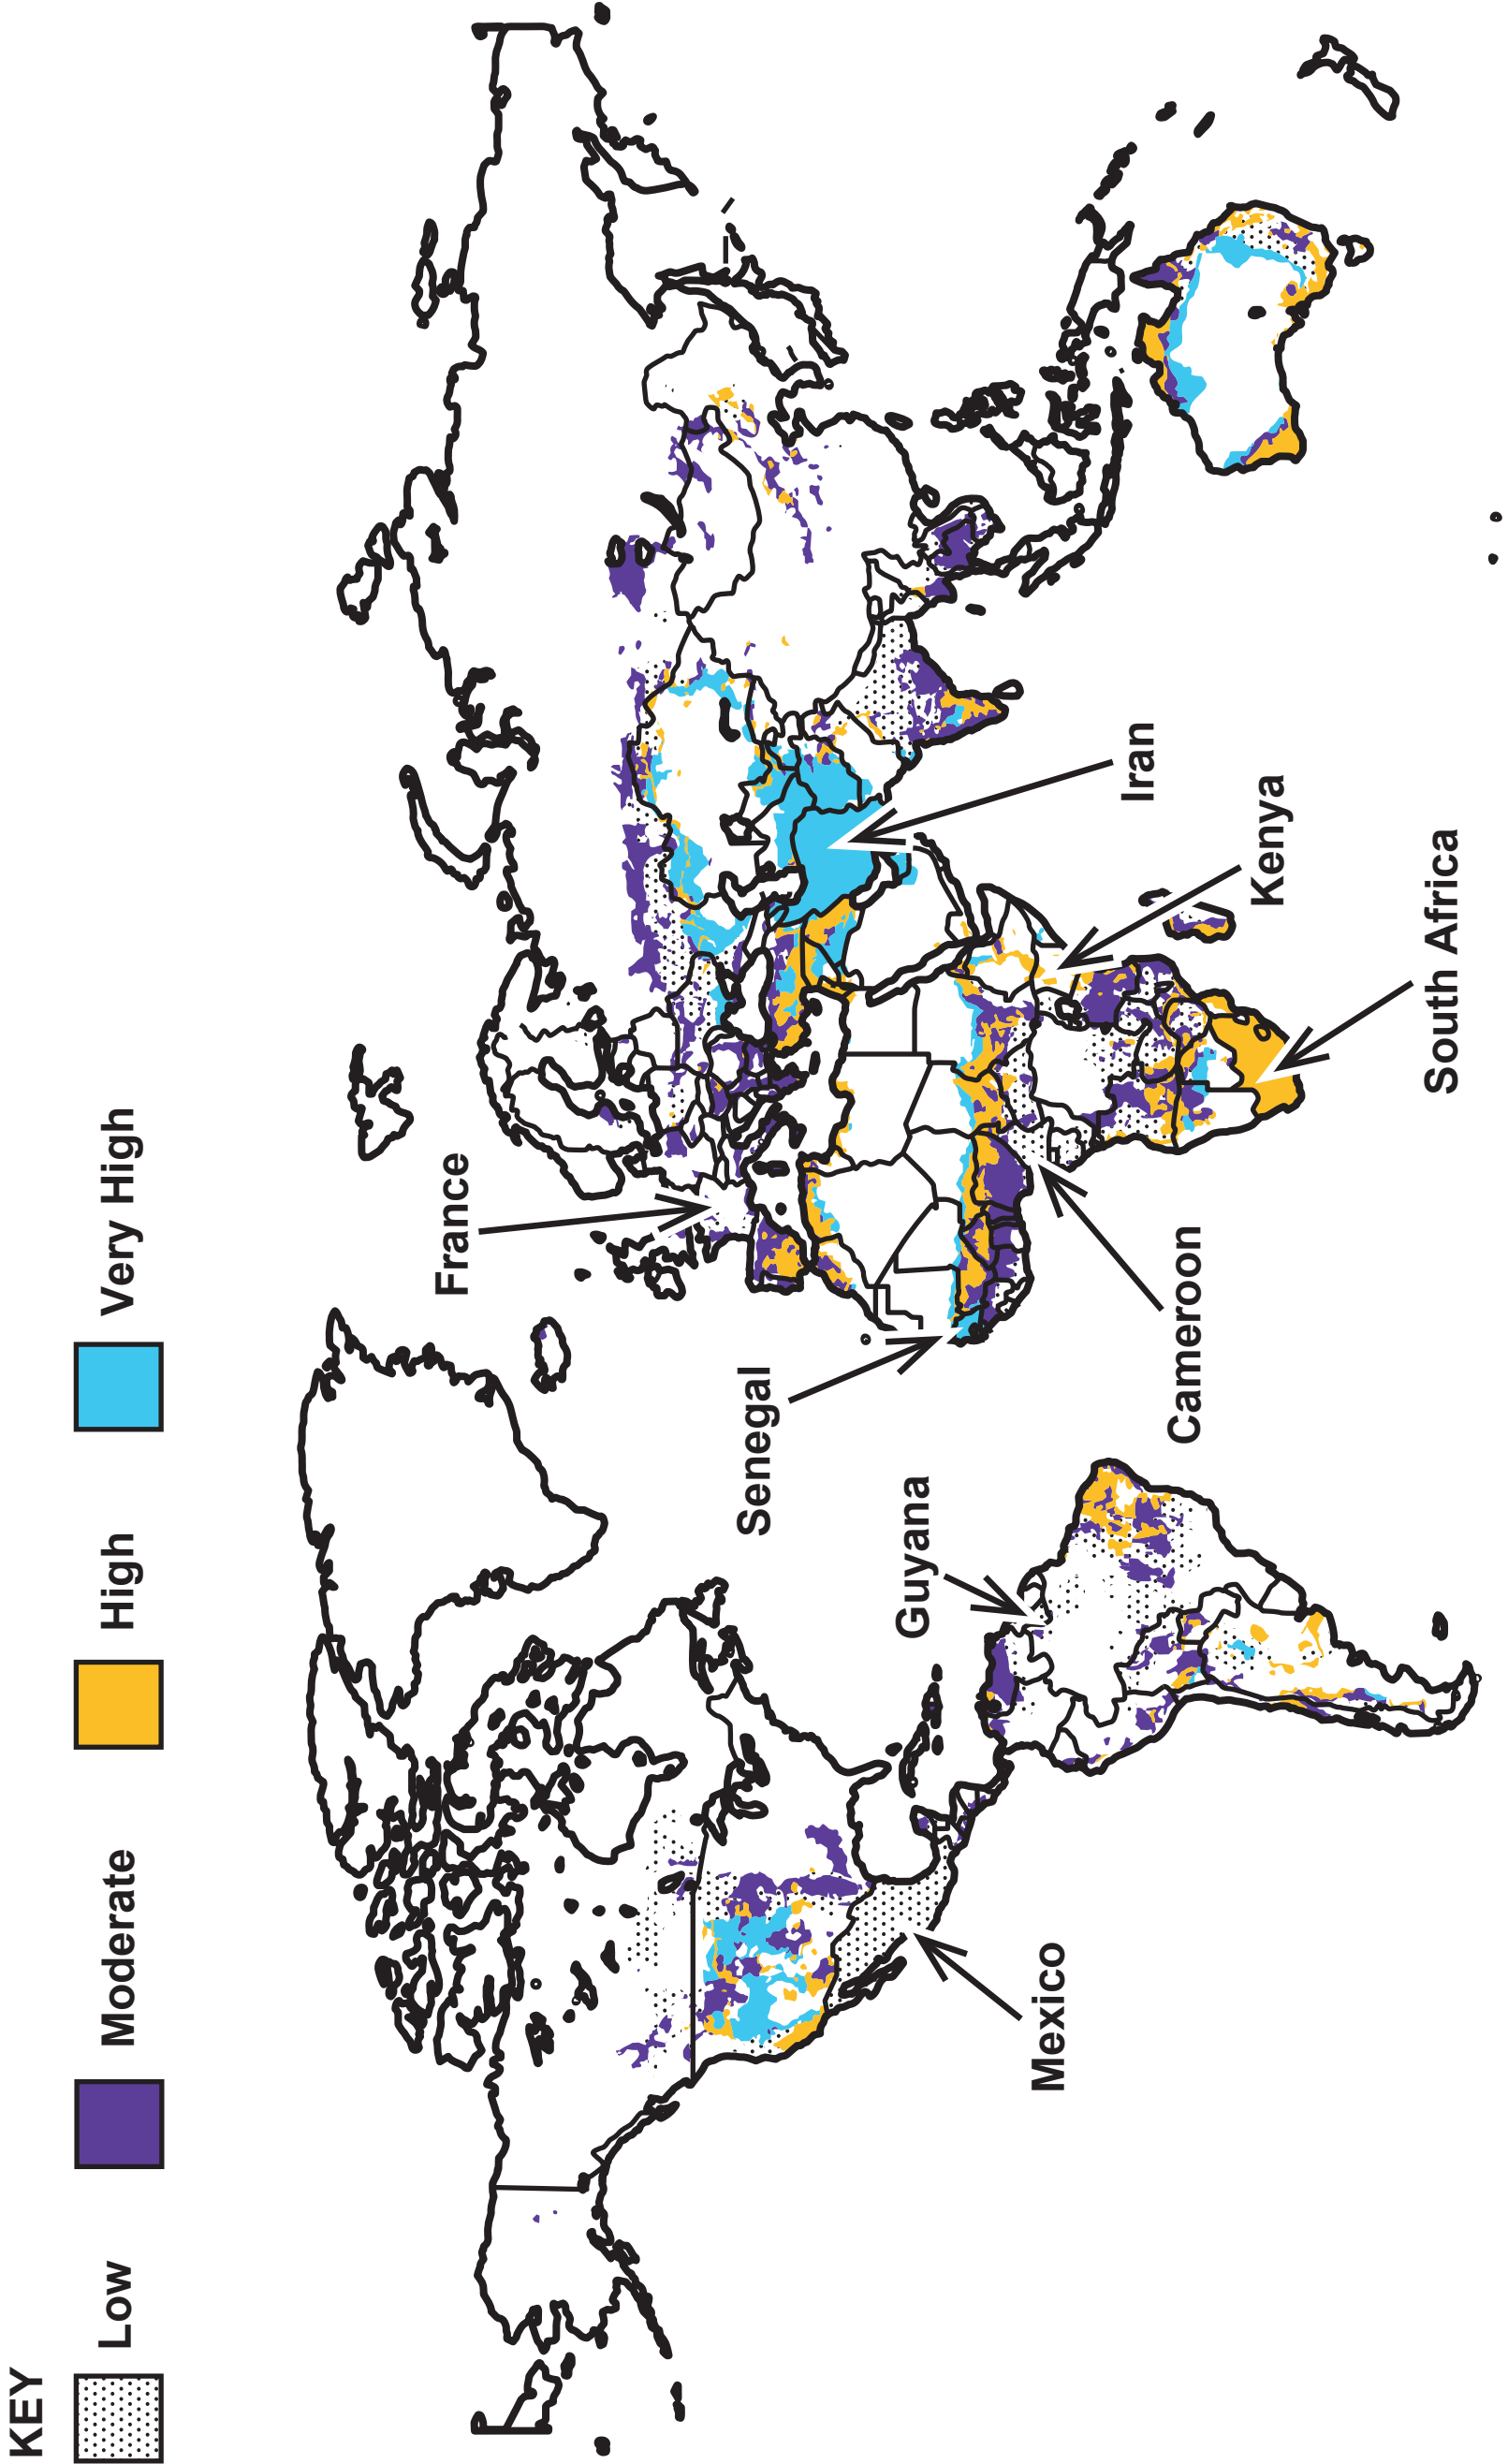 KEY
Low
Moderate
High
Very High
France
Iran
Kenya
South Africa
Senegal
Cameroon
Guyana
Mexico